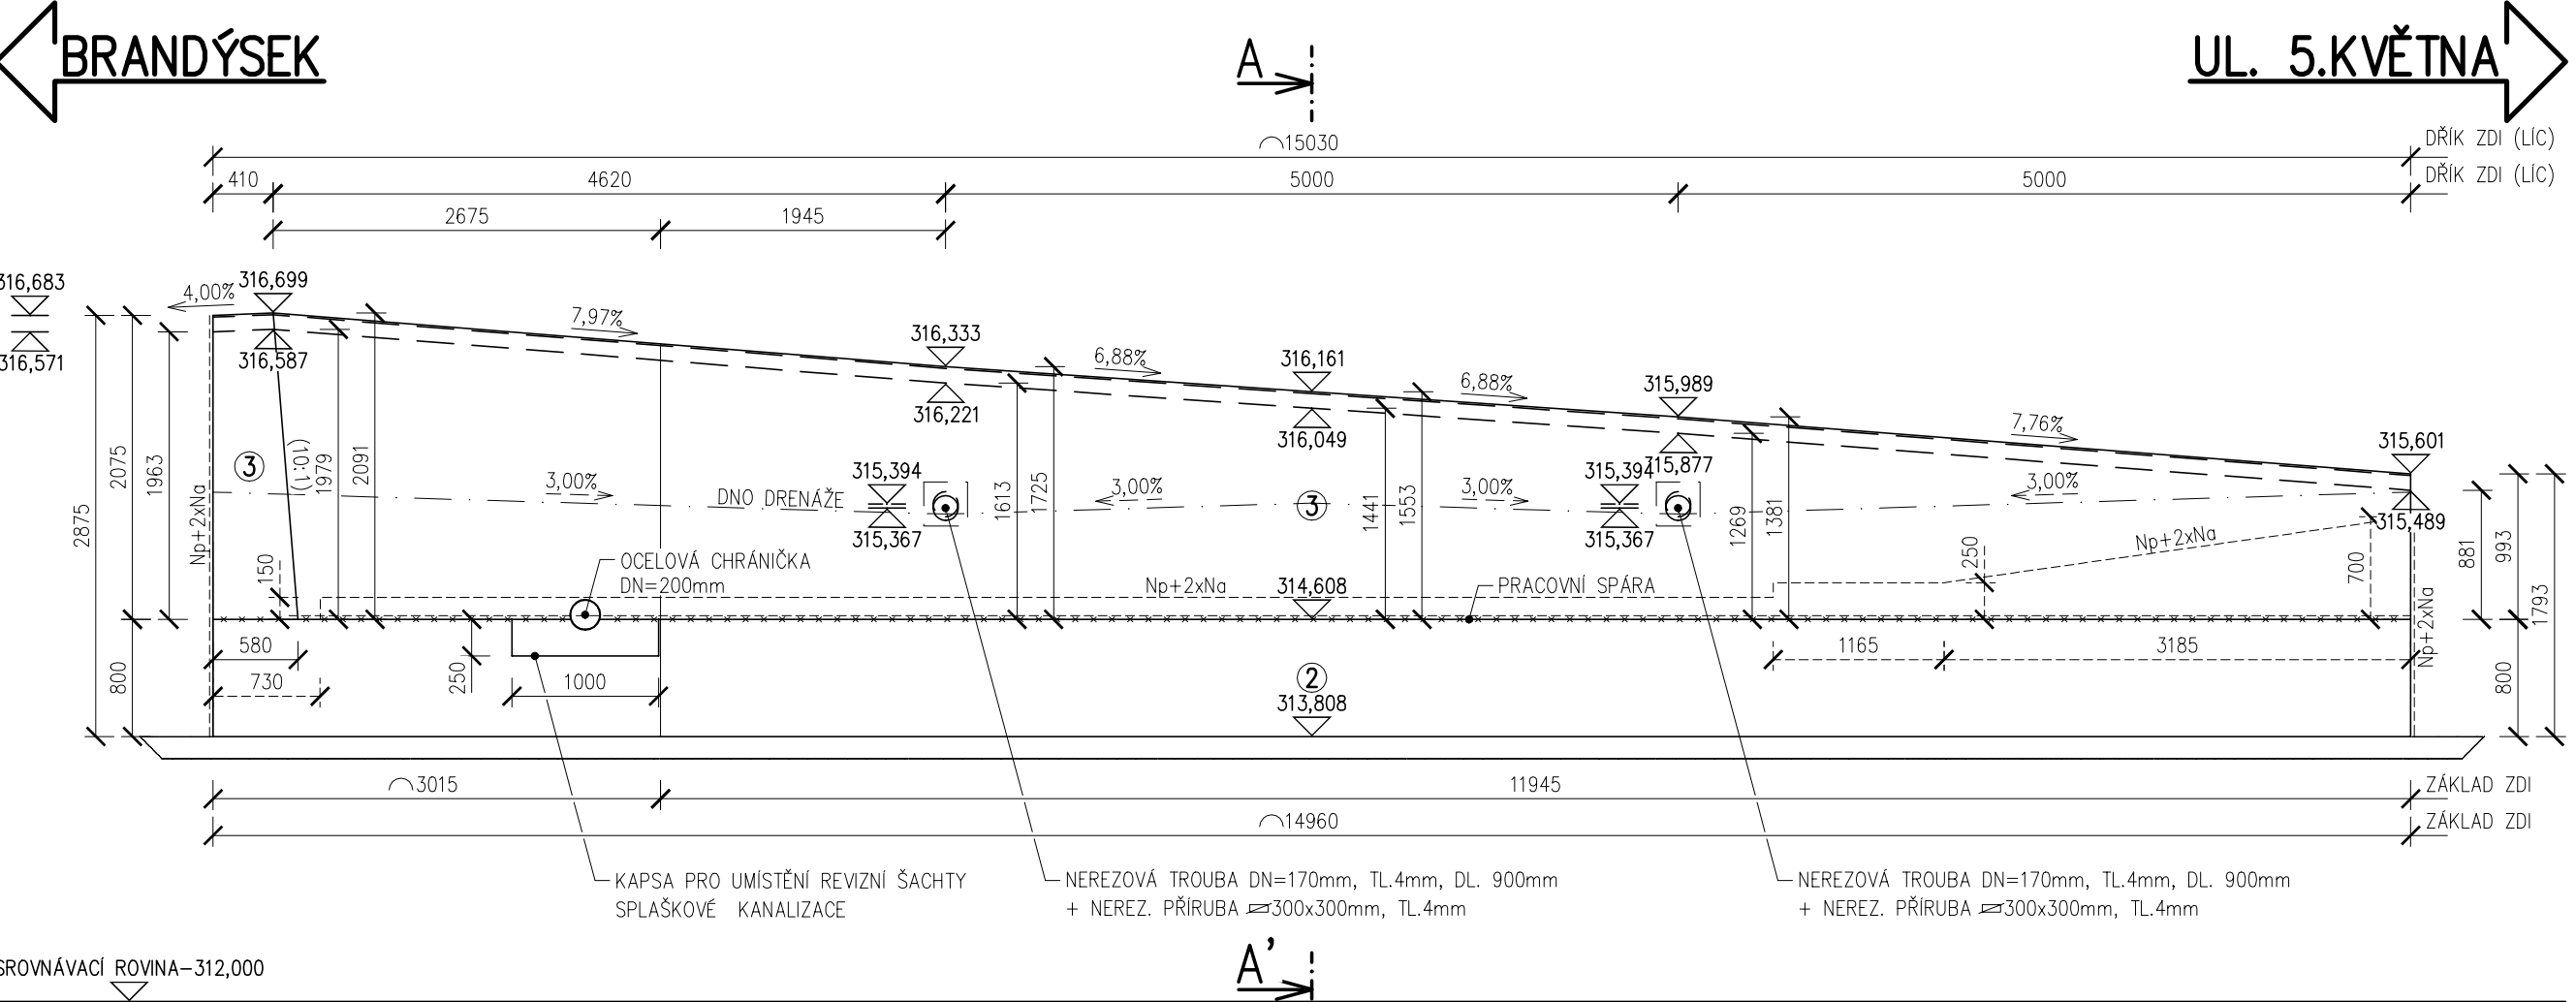 BRANDÝSEK
A
UL. 5.KVĚTNA
15030
DŘÍK ZDI (LÍC)
410
4620
5000
5000
DŘÍK ZDI (LÍC)
2675
1945
316,683
316,571
4,00%
316,699
316,587
7,97%
316,333
316,221
6,88%
316,161
316,049
6,88%
315,989
315,877
7,76%
315,601
315,489
2875
2075
1963
Np+2xNa
3
(10:1)
1979
2091
150
3,00%
DNO DRENÁŽE
315,394
315,367
1613
1725
3,00%
3
1441
1553
3,00%
315,394
315,367
1269
1381
3,00%
Np+2xNa
250
700
881
993
1793
OCELOVÁ CHRÁNIČKA
DN=200mm
Np+2xNa
314,608
PRACOVNÍ SPÁRA
800
580
730
250
1000
2
313,808
1165
3185
Np+2xNa
800
3015
11945
ZÁKLAD ZDI
14960
ZÁKLAD ZDI
KAPSA PRO UMÍSTĚNÍ REVIZNÍ ŠACHTY
SPLAŠKOVÉ KANALIZACE
NEREZOVÁ TROUBA DN=170mm, TL.4mm, DL. 900mm
+ NEREZ. PŘÍRUBA 300x300mm, TL.4mm
NEREZOVÁ TROUBA DN=170mm, TL.4mm, DL. 900mm
+ NEREZ. PŘÍRUBA 300x300mm, TL.4mm
A'
SROVNÁVACÍ ROVINA-312,000